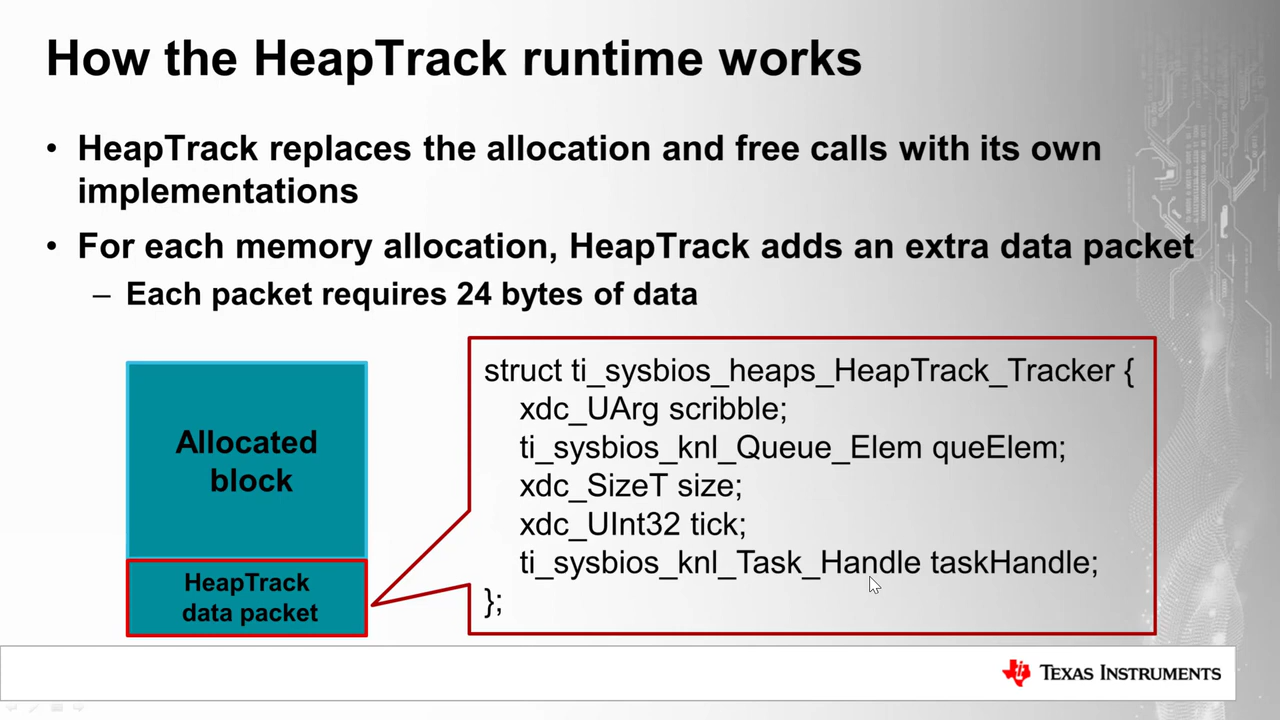 How the HeapTrack runtime works
• HeapTrack replaces the allocation and free calls with its own
implementations
• For each memory allocation, HeapTrack adds an extra data packet
– Each packet requires 24 bytes of data
Allocated
block
HeapTrack
data packet
struct ti_sysbios_heaps_HeapTrack_Tracker {
xdc_UArg scribble;
ti_sysbios_knl_Queue_Elem queElem;
xdc_SizeT size;
xdc_UInt32 tick;
ti_sysbios_knl_Task_Handle taskHandle;
};
TEXAS INSTRUMENTS